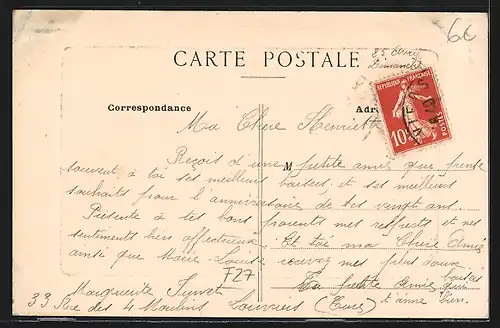 6€
CARTE POSTALE
Dimanche
Correspondance
REPUBLIQUE FRANÇAISE
POSTES
10
Ma Chère Henriette
M
Reçois d'une petite amie que pense
souvent à toi ses meilleurs baisers et ses meilleurs
souhaits pour l'anniversaire de tes vingt ans.
Présente à tes bons parents mes respects et mes
sentiments bien affectueux. Et toi ma Chère Amie
ainsi que Marie Louise recevez mes plus doux
baisers
F27 Ta petite Amie qui
Marguerite
t'aime bien.
33 Rue des 4 Moulins Louviers (Eure)